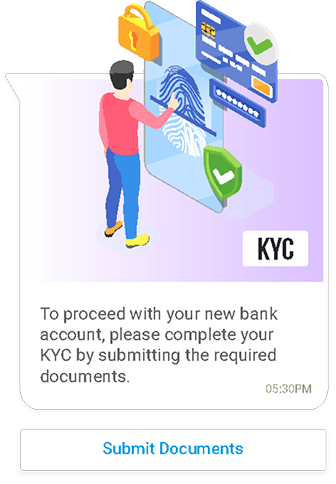 KYC
To proceed with your new bank
account, please complete your
KYC by submitting the required
documents.
05:30PM
Submit Documents